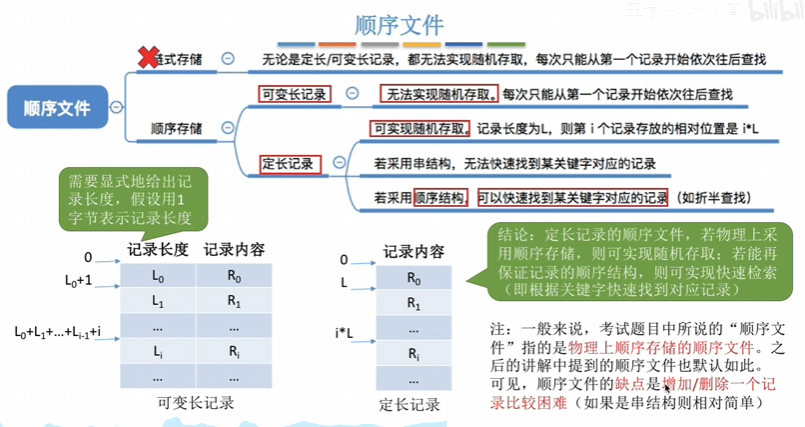 bilibili
顺序文件
链式存储
无论是定长/可变长记录，都无法实现随机存取，每次只能从第一个记录开始依次往后查找
可变长记录
无法实现随机存取。每次只能从第一个记录开始依次往后查找
顺序文件
顺序存储
可实现随机存取。记录长度为L，则第 i 个记录存放的相对位置是 i*L
定长记录
若采用串结构，无法快速找到某关键字对应的记录
若采用顺序结构，可以快速找到某关键字对应的记录（如折半查找）
需要显式地给出记
录长度，假设用1
字节表示记录长度
结论：定长记录的顺序文件，若物理上采
用顺序存储，则可实现随机存取；若能再
保证记录的顺序结构，则可实现快速检索
（即根据关键字快速找到对应记录）
记录长度 记录内容
0
L0 R0
L0+1
L1 R1
... ...
L0+L1+...+Li-1+i
Li Ri
... ...
可变长记录
记录内容
0
R0
L
R1
...
i*L
Ri
...
定长记录
注：一般来说，考试题目中所说的“顺序文
件”指的是物理上顺序存储的顺序文件。之
后的讲解中提到的顺序文件也默认如此。
可见，顺序文件的缺点是增加/删除一个记
录比较困难（如果是串结构则相对简单）